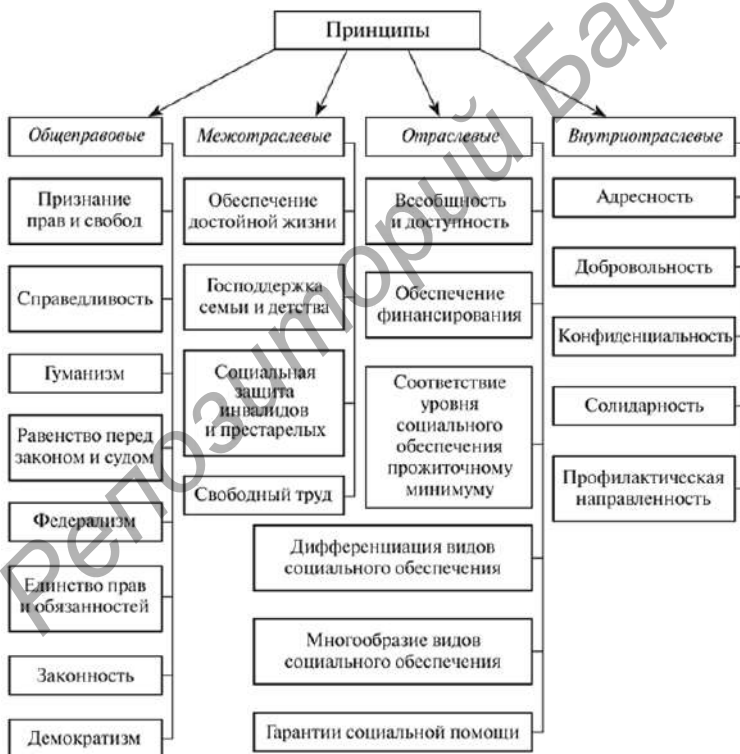 Принципы
Общеправовые
Признание
прав и свобод
Справедливость
Гуманизм
Равенство перед
законом и судом
Федерализм
Единство прав
и обязанностей
Законность
Демократизм
Межотраслевые
Обеспечение
достойной жизни
Господдержка
семьи и детства
Социальная
защита
инвалидов
и престарелых
Свободный труд
Отраслевые
Всеобщность
и доступность
Обеспечение
финансирования
Соответствие
уровня
социального
обеспечения
прожиточному
минимуму
Дифференциация видов
социального обеспечения
Многообразие видов
социального обеспечения
Гарантии социальной помощи
Внутриотраслевые
Адресность
Добровольность
Конфиденциальность
Солидарность
Профилактическая
направленность
Репозиторий Бар